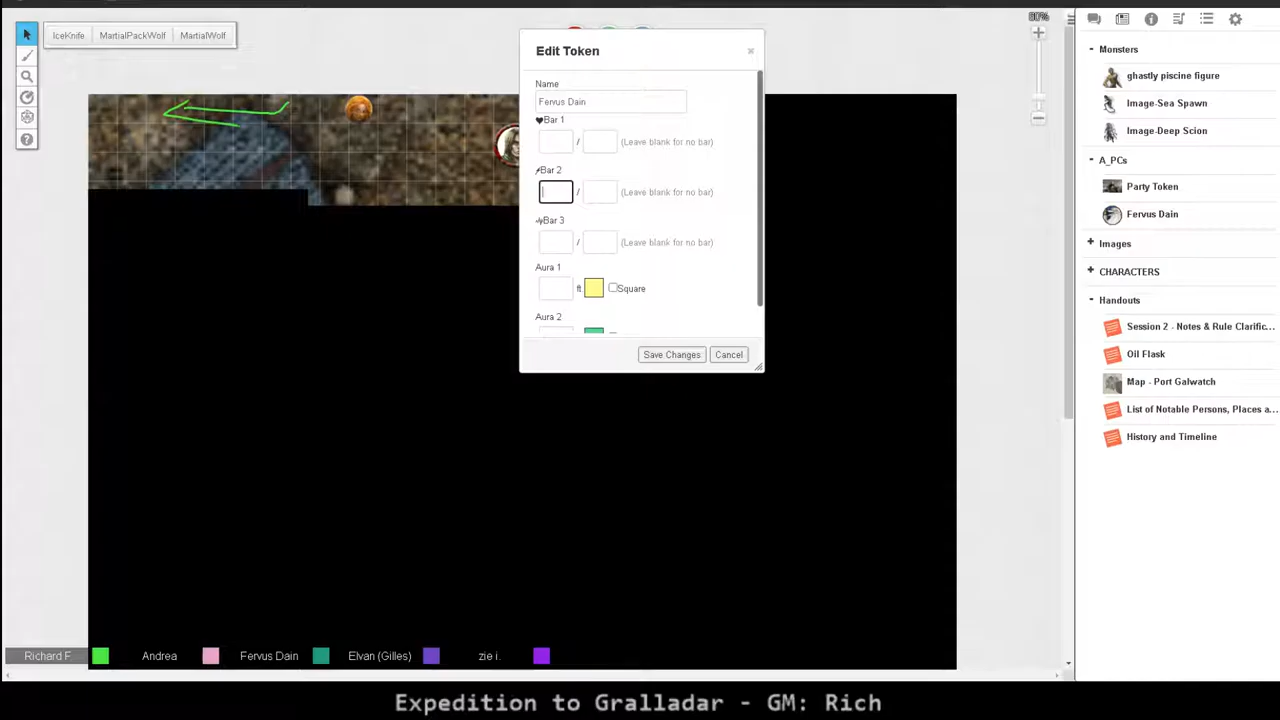 IceKnife
MartialPackWolf
MartialWolf
80%
Edit Token
×
Name
Fervus Dain
Bar 1
/
(Leave blank for no bar)
Bar 2
/
(Leave blank for no bar)
Bar 3
/
(Leave blank for no bar)
Aura 1
ft.
Square
Aura 2
Save Changes
Cancel
Monsters
ghastly piscine figure
Image-Sea Spawn
Image-Deep Scion
A_PCs
Party Token
Fervus Dain
Images
CHARACTERS
Handouts
Session 2 - Notes & Rule Clarific...
Oil Flask
Map - Port Galwatch
List of Notable Persons, Places a...
History and Timeline
Richard F
Andrea
Fervus Dain
Elvan (Gilles)
zie i.
Expedition to Gralladar - GM: Rich